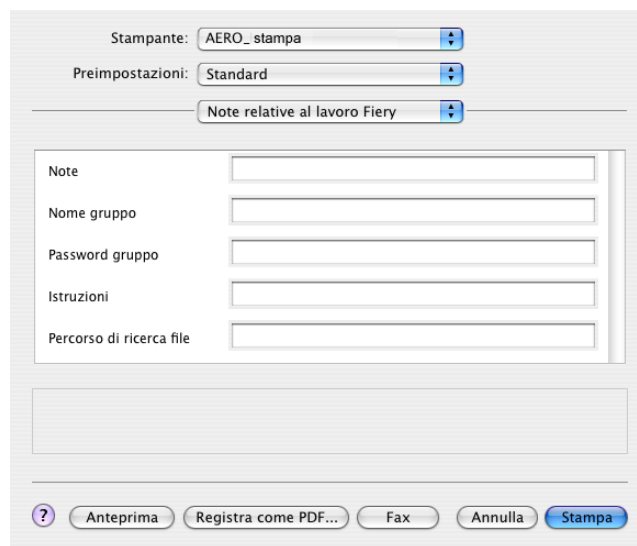 Stampante: AERO_ stampa
Preimpostazioni: Standard
Note relative al lavoro Fiery
Note
Nome gruppo
Password gruppo
Istruzioni
Percorso di ricerca file
? Anteprima Registra come PDF... Fax Annulla Stampa